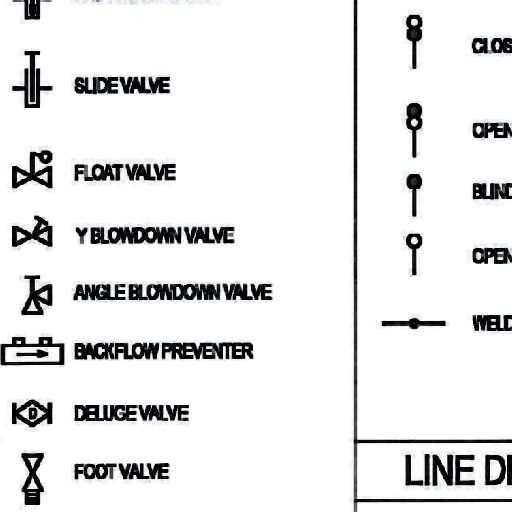 SLIDE VALVE
FLOAT VALVE
Y BLOWDOWN VALVE
ANGLE BLOWDOWN VALVE
BACKFLOW PREVENTER
D
DELUGE VALVE
FOOT VALVE
CLOS
OPEN
BLIND
OPEN
WELD
LINE DE